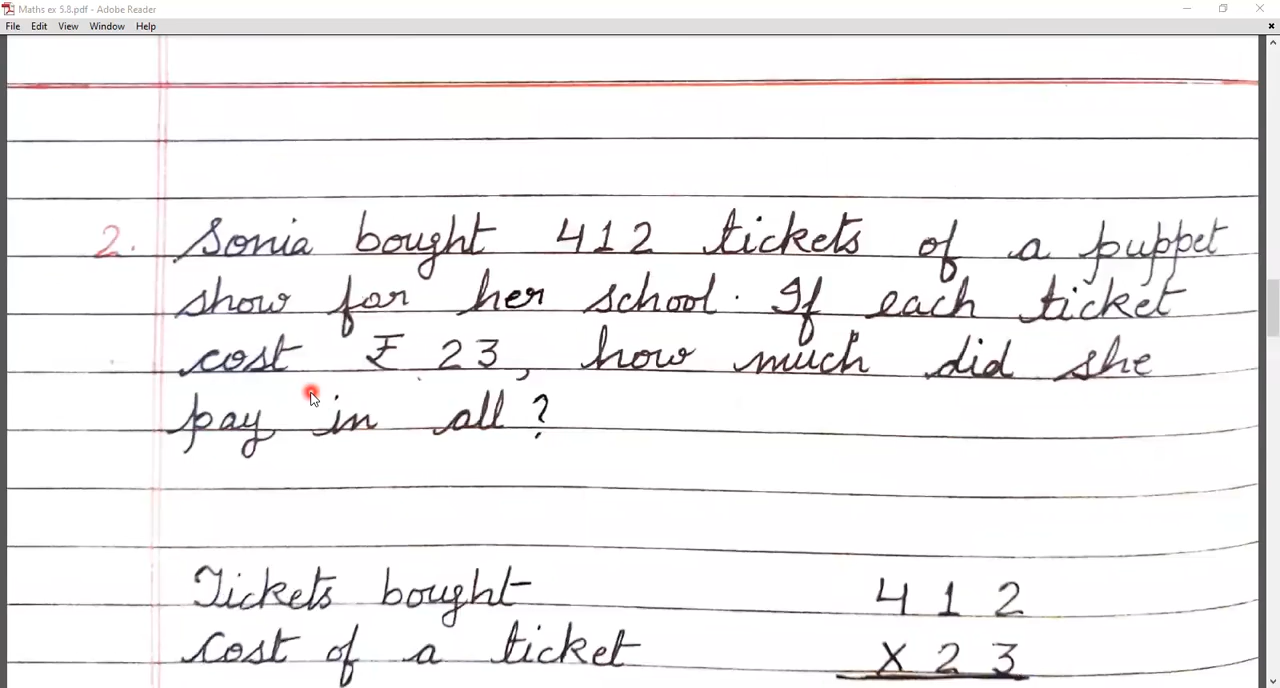 Maths ex 5.8.pdf - Adobe Reader
File Edit View Window Help
2. Sonia bought 412 tickets of a puppet
show for her school. If each ticket
cost ₹ 23, how much did she
pay in all?
Tickets bought 412
Cost of a ticket X 23